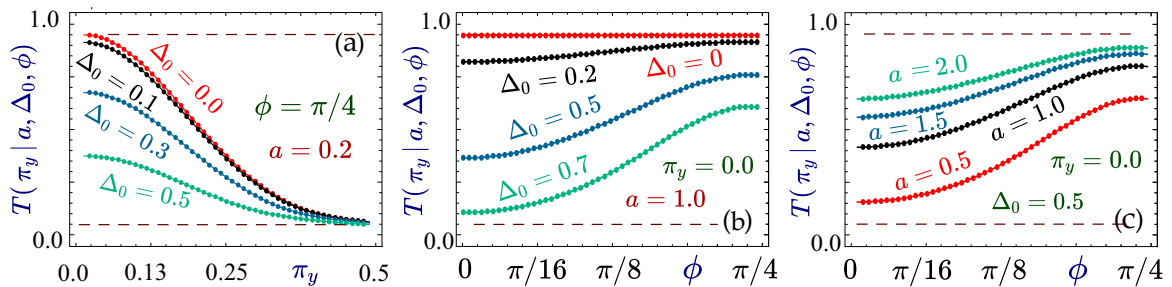 T( π_y | a, Δ_0, ϕ)
1.0
0.0
(a)
Δ_0 = 0.0
Δ_0 = 0.1
Δ_0 = 0.3
Δ_0 = 0.5
ϕ = π/4
a = 0.2
0.0 0.13 0.25 π_y 0.5
T( π_y | a, Δ_0, ϕ)
1.0
0.0
Δ_0 = 0
Δ_0 = 0.2
Δ_0 = 0.5
Δ_0 = 0.7
π_y = 0.0
a = 1.0
(b)
0 π/16 π/8 ϕ π/4
T( π_y | a, Δ_0, ϕ)
1.0
0.0
a = 2.0
a = 1.5
a = 1.0
a = 0.5
π_y = 0.0
Δ_0 = 0.5
(c)
0 π/16 π/8 ϕ π/4